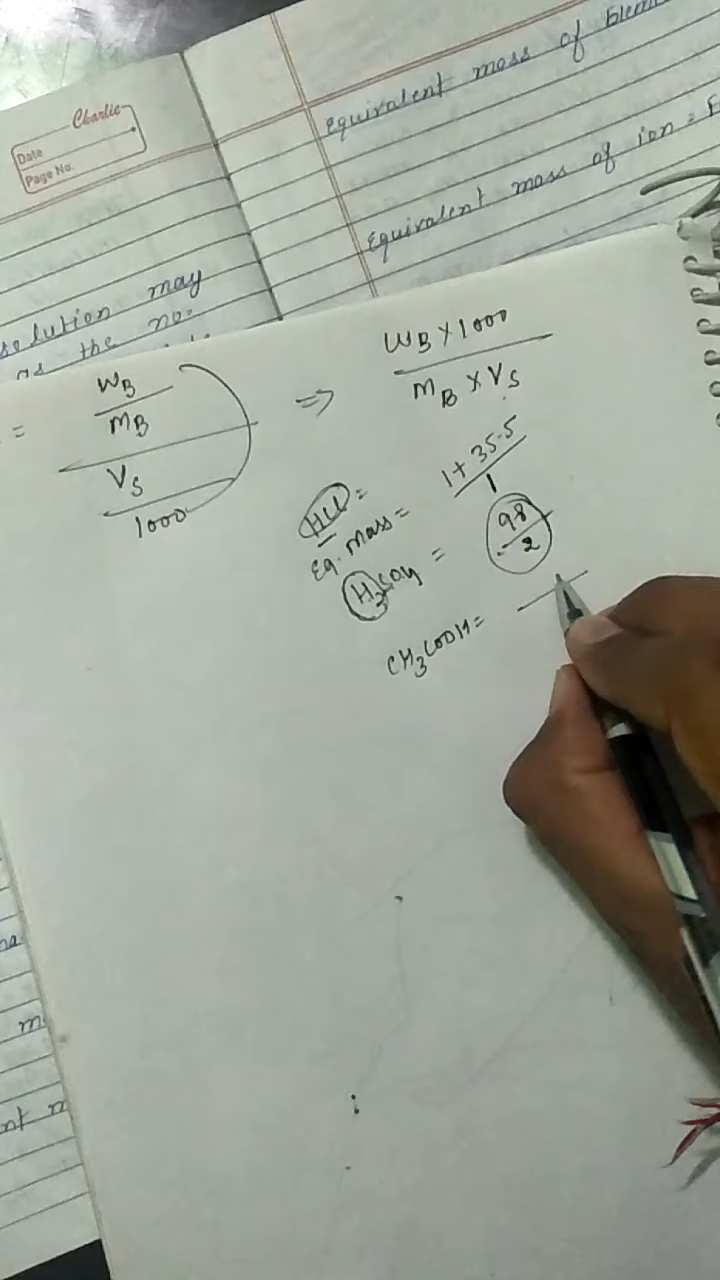 Charlie
Date
Page No.
equivalent mass of
Equivalent mass of ion =
solution may
as the no.
= WB / MB / VS / 1000 => WB X 1000 / MB X VS
HCl =
Eq. mass = 1 + 35.5 / 1
H2SO4 = 98 / 2
CH3COOH =